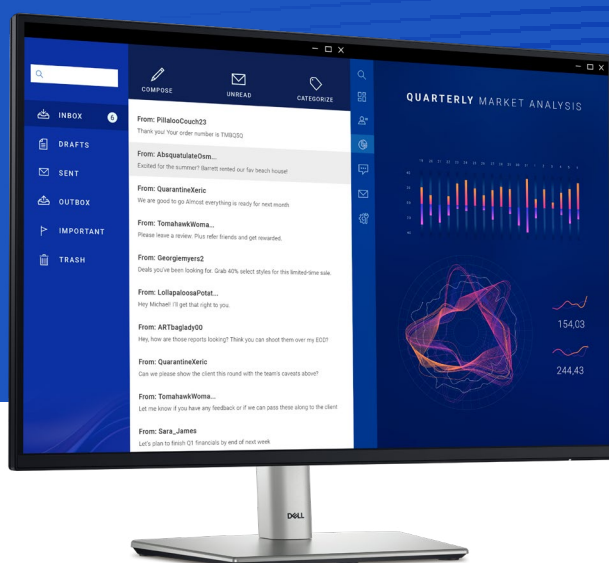 COMPOSE
UNREAD
CATEGORIZE
INBOX 6
DRAFTS
SENT
OUTBOX
IMPORTANT
TRASH
From: PillalooCouch23
Thank you! Your order number is
From: AbsquatulateOsm...
Excited for the summer? Barrett rented our fav beach house!
From: QuarantineXeric
We are good to go Almost everything is ready for next month
From: TomahawkWoma...
Please leave a review. Plus refer friends and get rewarded.
From: Georgiemyers2
Deals you've been looking for. Grab 40% select styles for this limited-time sale.
From: LollapaloosaPotat...
Hey Michael! I'll get that right to you.
From: ARTbaglady00
Hey, how are those reports looking? Think you can shoot them over my EOD?
From: QuarantineXeric
Can we please show the client this round with the team's caveats above?
From: TomahawkWoma...
Let me know if you have any feedback or if we can pass these along to the client
From: Sara_James
Let's plan to finish Q1 financials by end of next week
QUARTERLY MARKET ANALYSIS
154,03
244,43
DELL